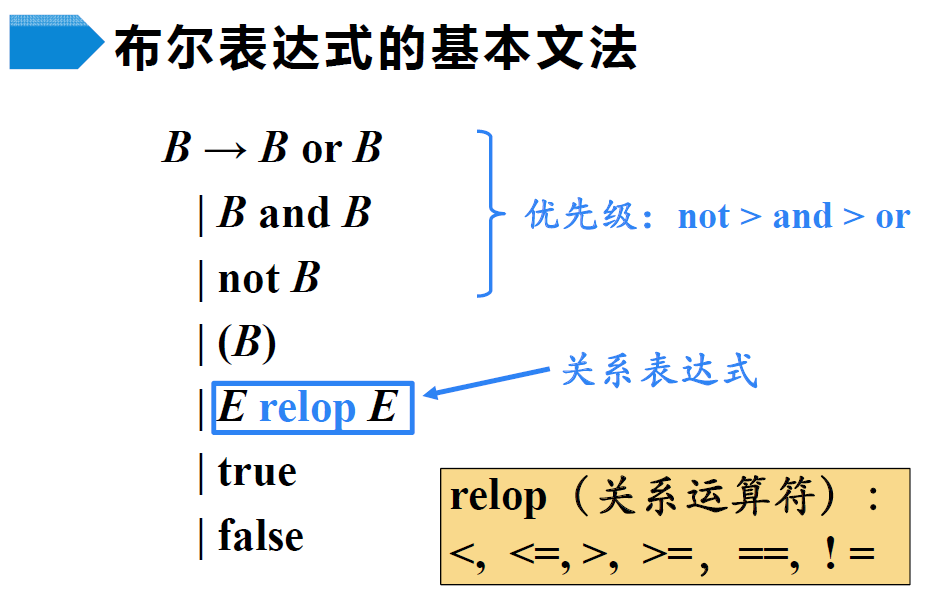 布尔表达式的基本文法
B → B or B
| B and B
优先级：not > and > or
| not B
| (B)
关系表达式
| E relop E
| true
| false
relop（关系运算符）：
<, <=, >, >=, ==, ! =